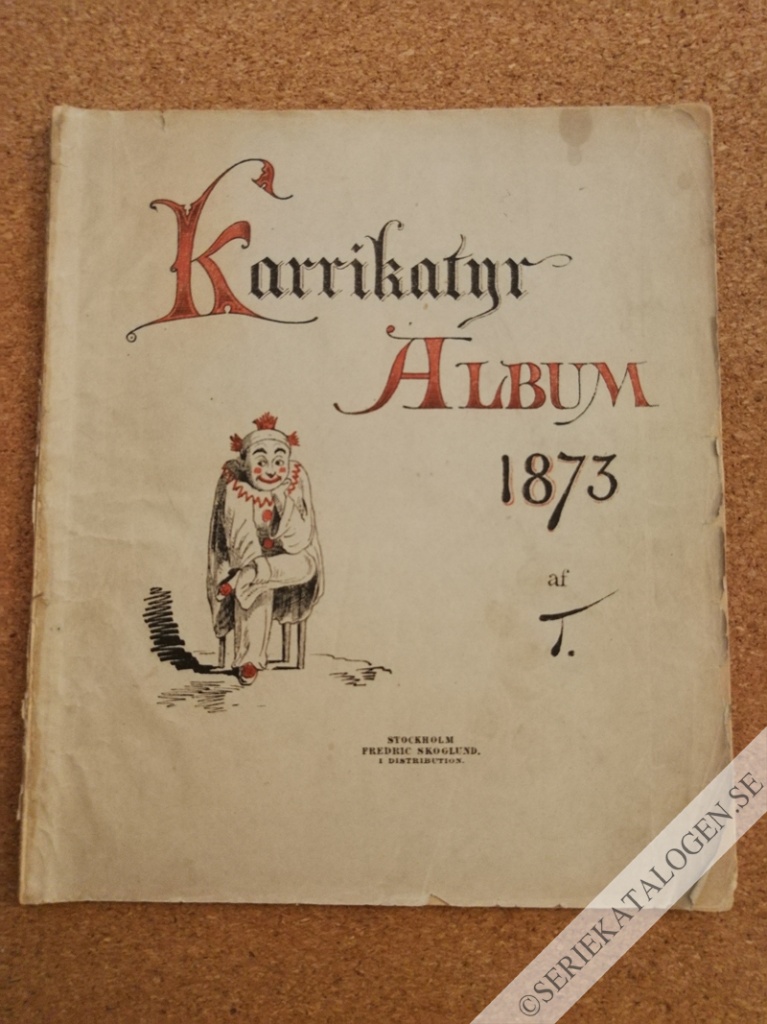 Karrikatyr
ALBUM
1873
af
T.
STOCKHOLM
FREDRIC SKOGLUND.
I DISTRIBUTION.
©SERIEKATALOGEN.SE